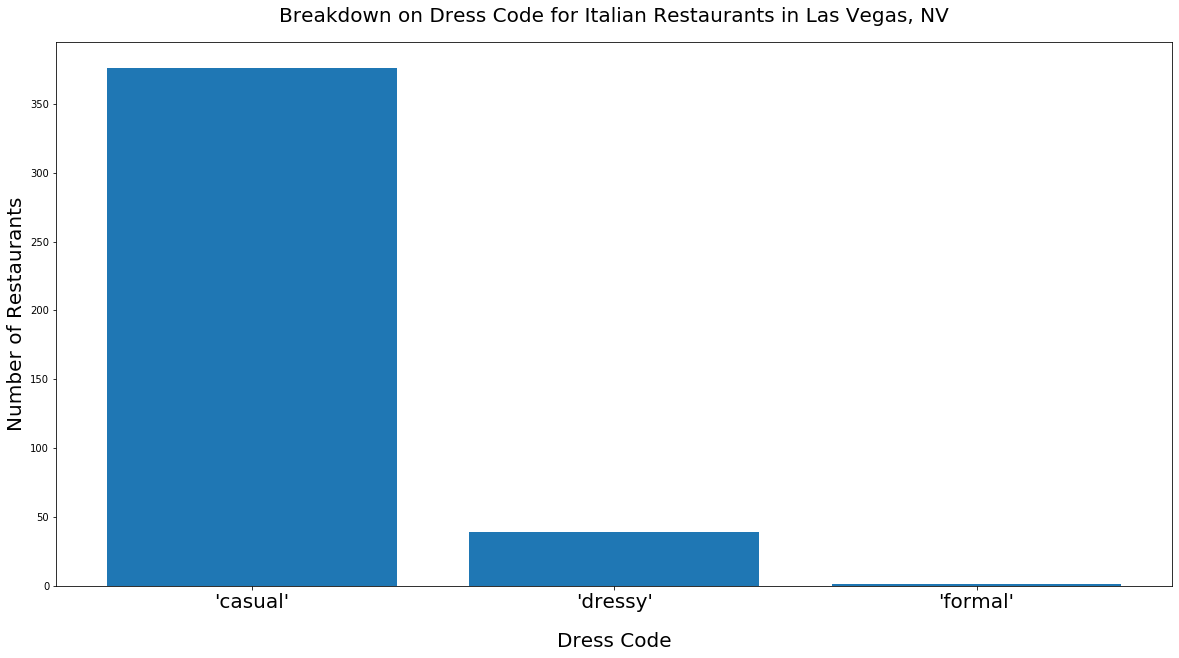 Breakdown on Dress Code for Italian Restaurants in Las Vegas, NV
Number of Restaurants
350
300
250
200
150
100
50
0
'casual' 'dressy' 'formal'
Dress Code